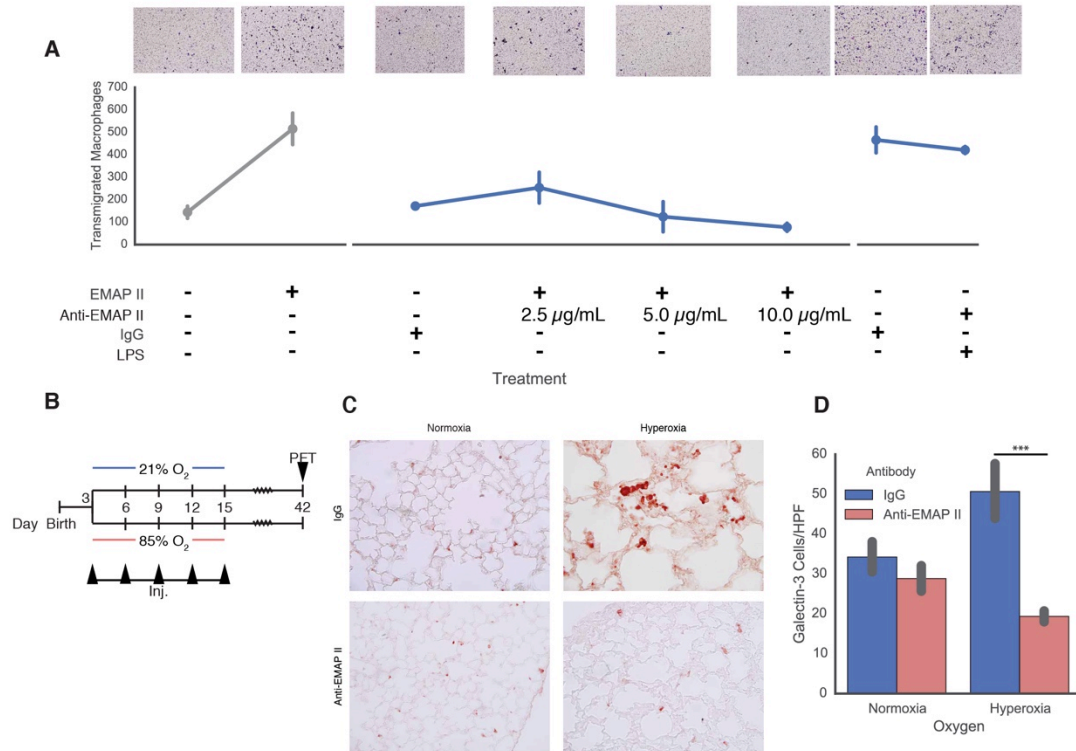 A
700
600
500
400
300
200
100
0
Transmigrated Macrophages
EMAP II - + - + + + - -
Anti-EMAP II - - - 2.5 µg/mL 5.0 µg/mL 10.0 µg/mL - +
IgG - - + - - - + -
LPS - - - - - - - +
Treatment
B
PFT
21% O2
3
6 9 12 15 42
Day Birth
85% O2
Inj.
C
Normoxia Hyperoxia
IgG
Anti-EMAP II
D
***
60
50
40
30
20
10
0
Galectin-3 Cells/HPF
Antibody
IgG
Anti-EMAP II
Normoxia Hyperoxia
Oxygen